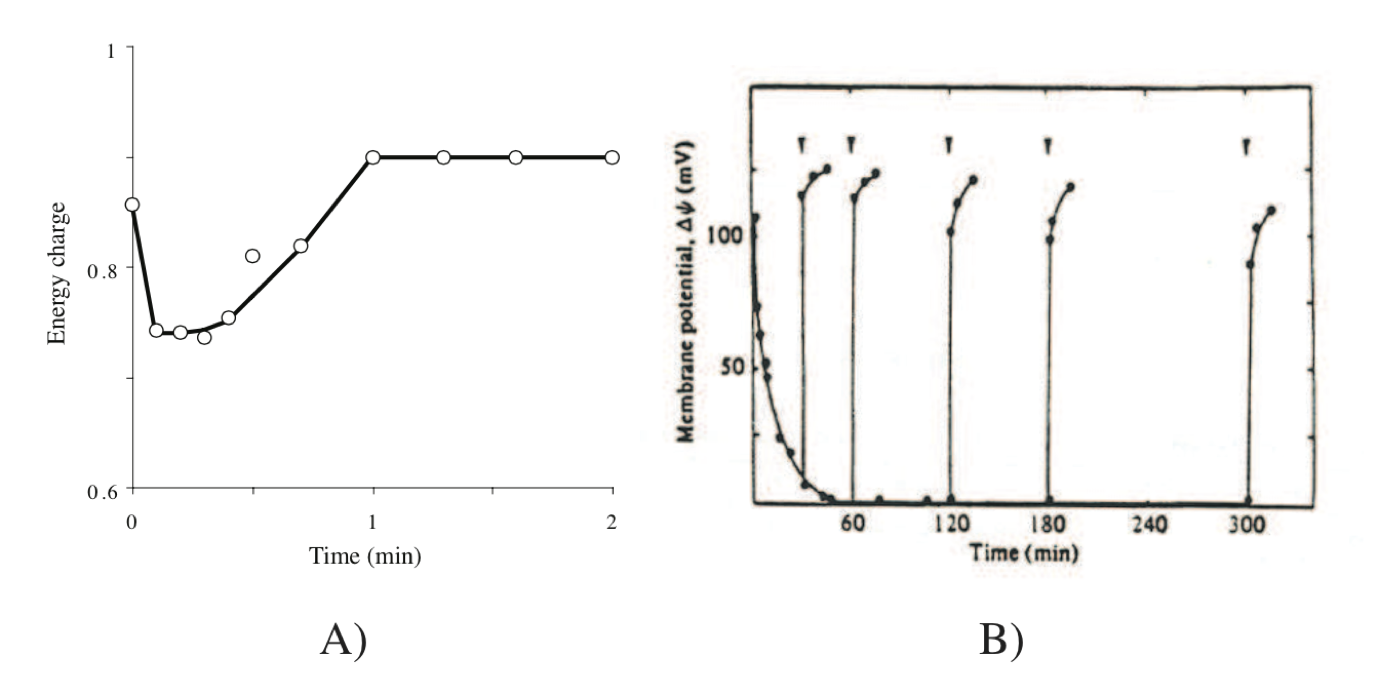 1
0.8
0.6
Energy charge
0
1
2
Time (min)
A)
100
50
Membrane potential, Δψ (mV)
60
120
180
240
300
Time (min)
B)